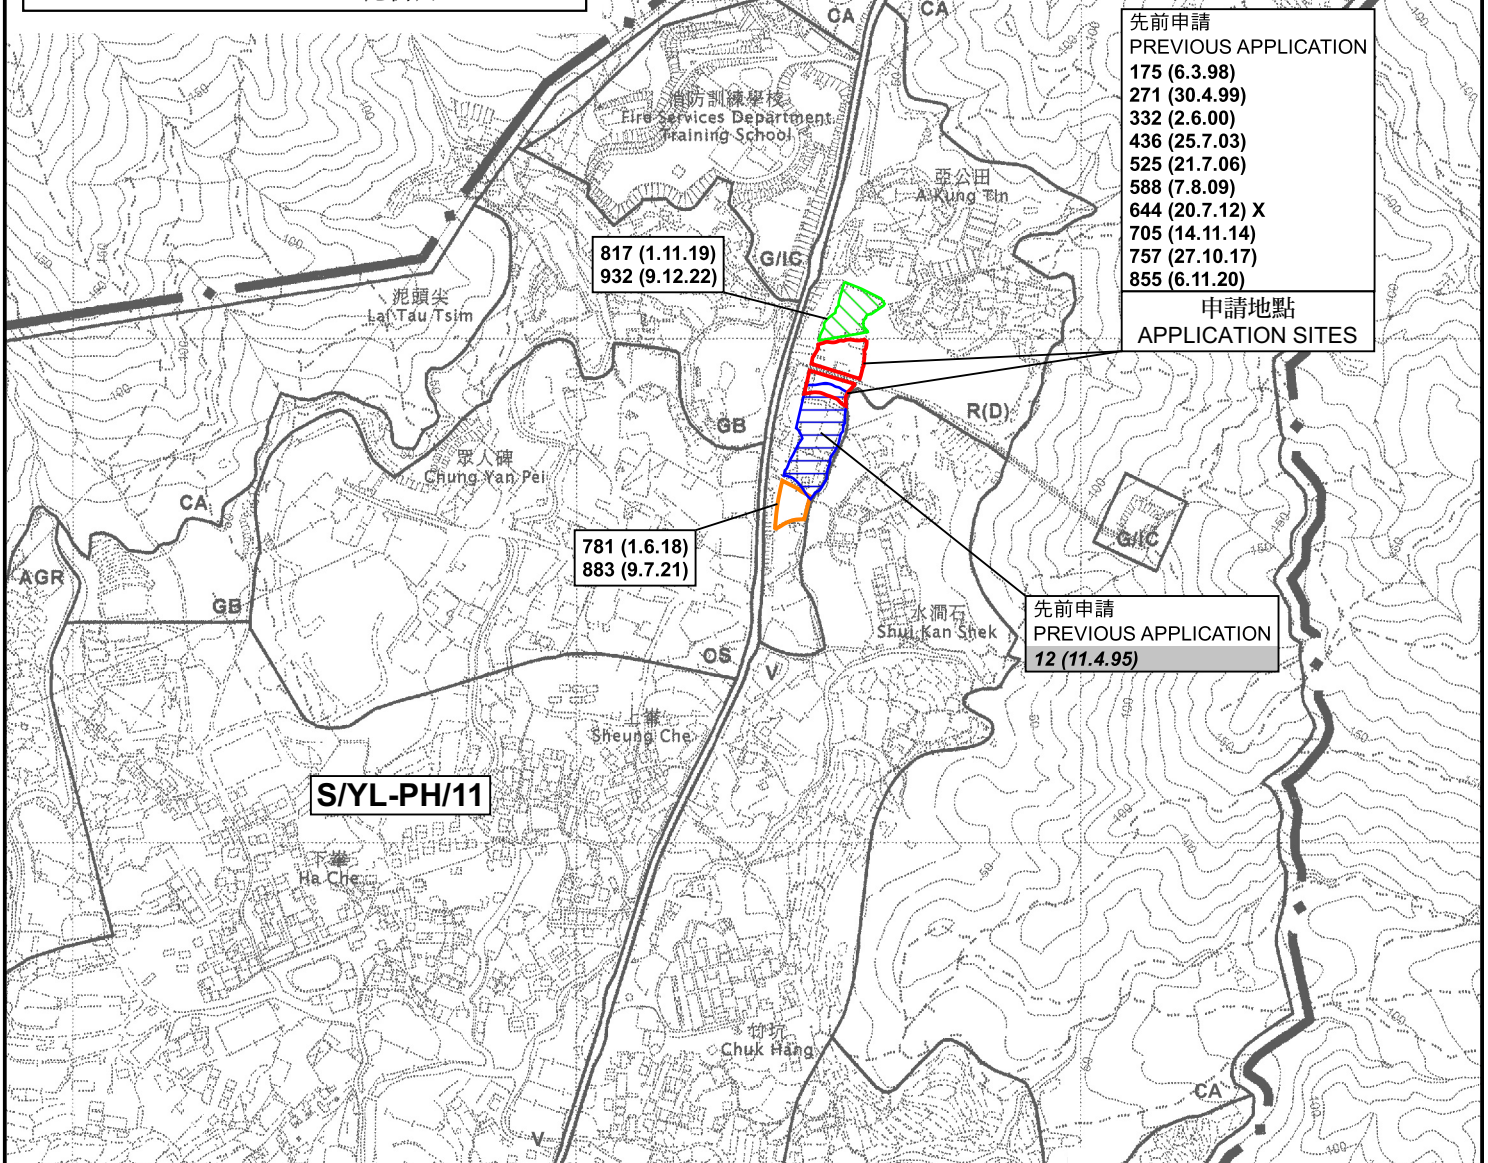 CA
CA
先前申請
PREVIOUS APPLICATION
175 (6.3.98)
271 (30.4.99)
332 (2.6.00)
436 (25.7.03)
525 (21.7.06)
588 (7.8.09)
644 (20.7.12) X
705 (14.11.14)
757 (27.10.17)
855 (6.11.20)
申請地點
APPLICATION SITES
消防訓練學校
Fire Services Department
Training School
亞公田
A Kung Tin
817 (1.11.19)
932 (9.12.22)
G/IC
泥頭尖
Lai Tau Tsim
R(D)
GB
眾人碑
Chung Yan Pei
CA
G/IC
781 (1.6.18)
883 (9.7.21)
AGR
GB
先前申請
PREVIOUS APPLICATION
12 (11.4.95)
水澗石
Shui Kan Shek
OS
V
上輋
Sheung Che
S/YL-PH/11
下輋
Ha Che
竹坑
Chuk Hang
CA
V
100
100
150
100
150
50